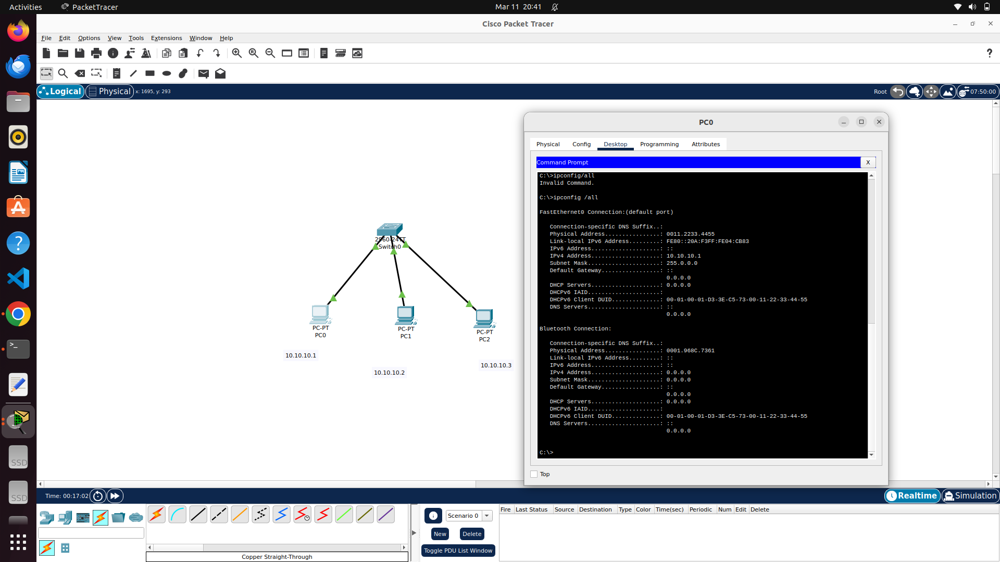 Activities PacketTracer Mar 11 20:41
Cisco Packet Tracer
File Edit Options View Tools Extensions Window Help
Logical Physical x: 1695, y: 293 Root 07:50:00
2960-24TT
Switch0
PC-PT
PC0
PC-PT
PC1
PC-PT
PC2
10.10.10.1
10.10.10.2
10.10.10.3
PC0
Physical Config Desktop Programming Attributes
Command Prompt X
C:\>ipconfig/all
Invalid Command.
C:\>ipconfig /all
FastEthernet0 Connection:(default port)
Connection-specific DNS Suffix..:
Physical Address................: 0011.2233.4455
Link-local IPv6 Address.........: FE80::20A:F3FF:FE04:CB83
IPv6 Address....................: ::
IPv4 Address....................: 10.10.10.1
Subnet Mask.....................: 255.0.0.0
Default Gateway.................: ::
0.0.0.0
DHCP Servers....................: 0.0.0.0
DHCPv6 IAID.....................:
DHCPv6 Client DUID..............: 00-01-00-01-D3-3E-C5-73-00-11-22-33-44-55
DNS Servers.....................: ::
0.0.0.0
Bluetooth Connection:
Connection-specific DNS Suffix..:
Physical Address................: 0001.968C.7361
Link-local IPv6 Address.........: ::
IPv6 Address....................: ::
IPv4 Address....................: 0.0.0.0
Subnet Mask.....................: 0.0.0.0
Default Gateway.................: ::
0.0.0.0
DHCP Servers....................: 0.0.0.0
DHCPv6 IAID.....................:
DHCPv6 Client DUID..............: 00-01-00-01-D3-3E-C5-73-00-11-22-33-44-55
DNS Servers.....................: ::
0.0.0.0
C:\>
Top
SSD
SSD
Time: 00:17:02 Realtime Simulation
Scenario 0
New Delete
Toggle PDU List Window
Fire Last Status Source Destination Type Color Time(sec) Periodic Num Edit Delete
Copper Straight-Through